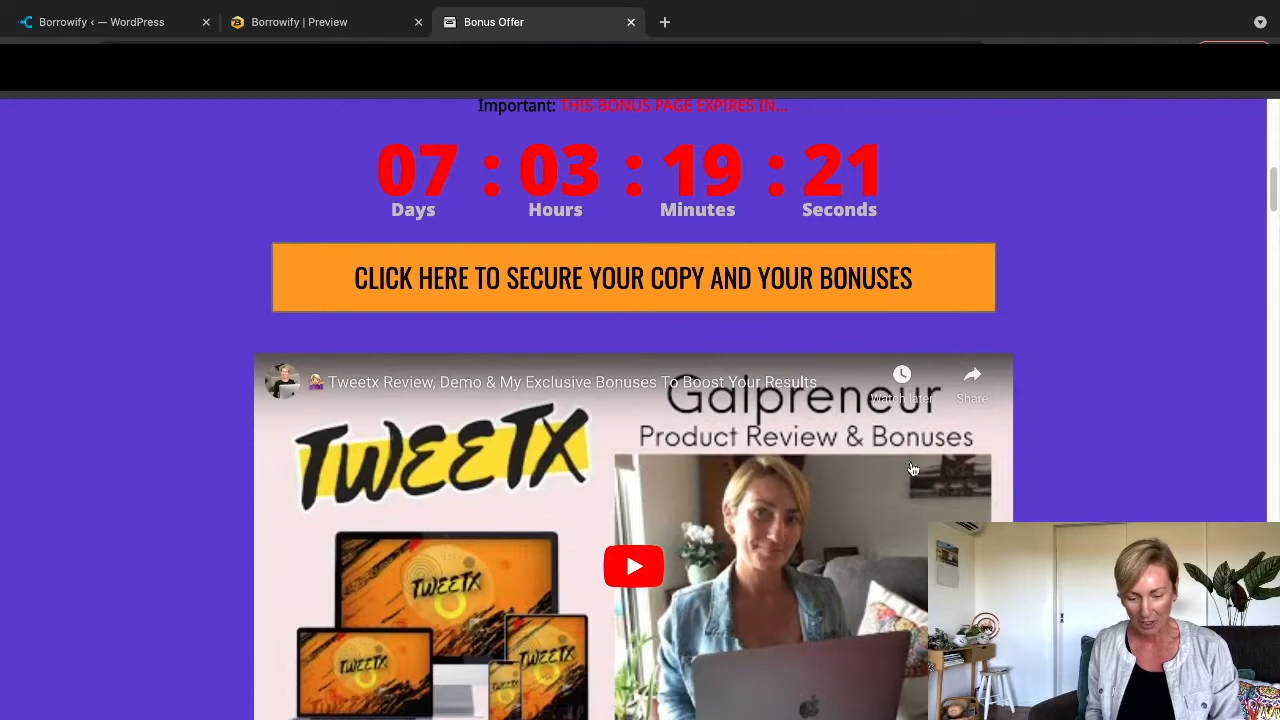 Borrowify ‹ — WordPress
Borrowify | Preview
Bonus Offer
Important: THIS BONUS PAGE EXPIRES IN...
07 : 03 : 19 : 21
Days Hours Minutes Seconds
CLICK HERE TO SECURE YOUR COPY AND YOUR BONUSES
Tweetx Review, Demo & My Exclusive Bonuses To Boost Your Results
Watch later
Share
Galpreneur
Product Review & Bonuses
TWEETX
TWEETX
TWEETX
TWEETX
TWEETX